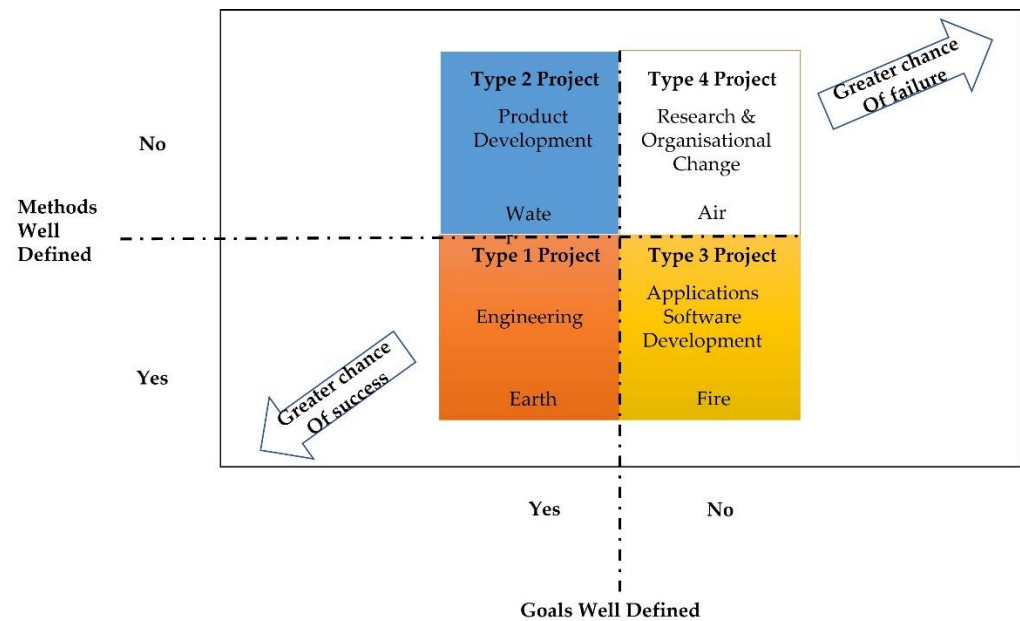 Type 2 Project
Product
Development
Wate
r
Type 4 Project
Research &
Organisational
Change
Air
Greater chance
Of failure
No
Methods
Well
Defined
Type 1 Project
Engineering
Earth
Type 3 Project
Applications
Software
Development
Fire
Greater chance
Of success
Yes
Yes
No
Goals Well Defined